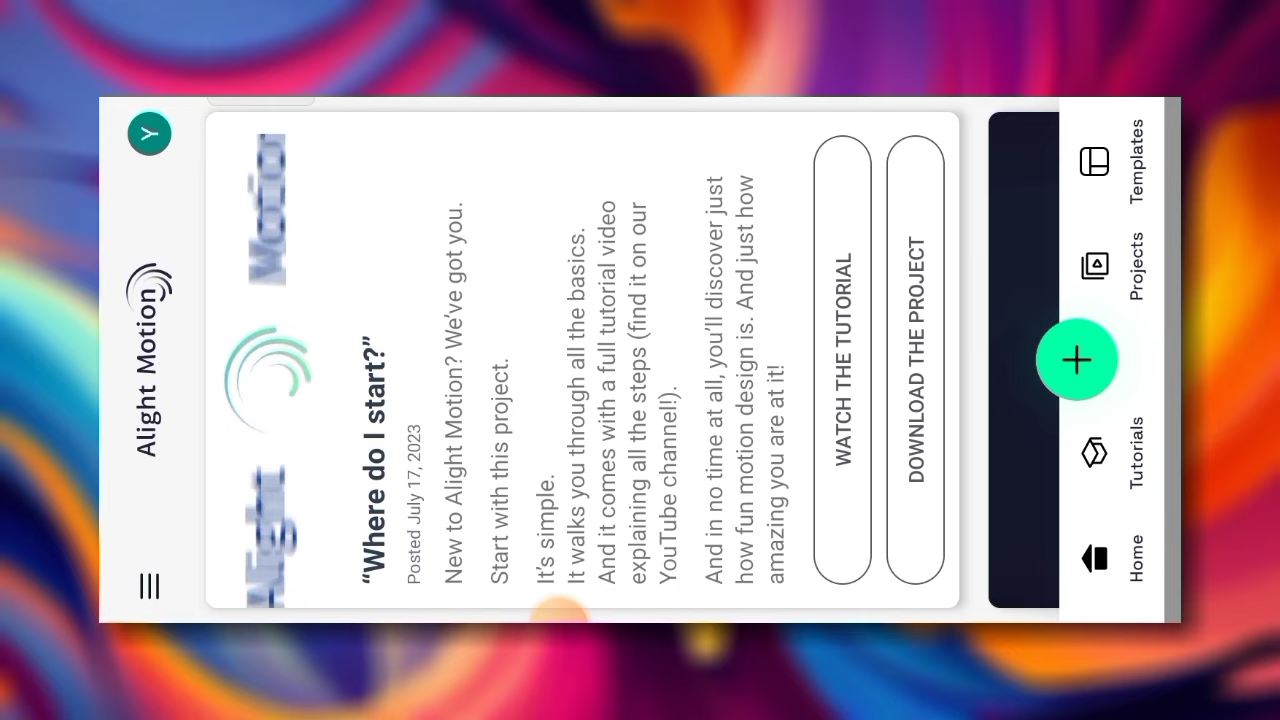 Y
Alight Motion
Alight Motion
“Where do I start?”
Posted July 17, 2023
New to Alight Motion? We’ve got you.
Start with this project.
It’s simple.
It walks you through all the basics.
And it comes with a full tutorial video
explaining all the steps (find it on our
YouTube channel!).
And in no time at all, you’ll discover just
how fun motion design is. And just how
amazing you are at it!
WATCH THE TUTORIAL
DOWNLOAD THE PROJECT
Home
Tutorials
Projects
Templates